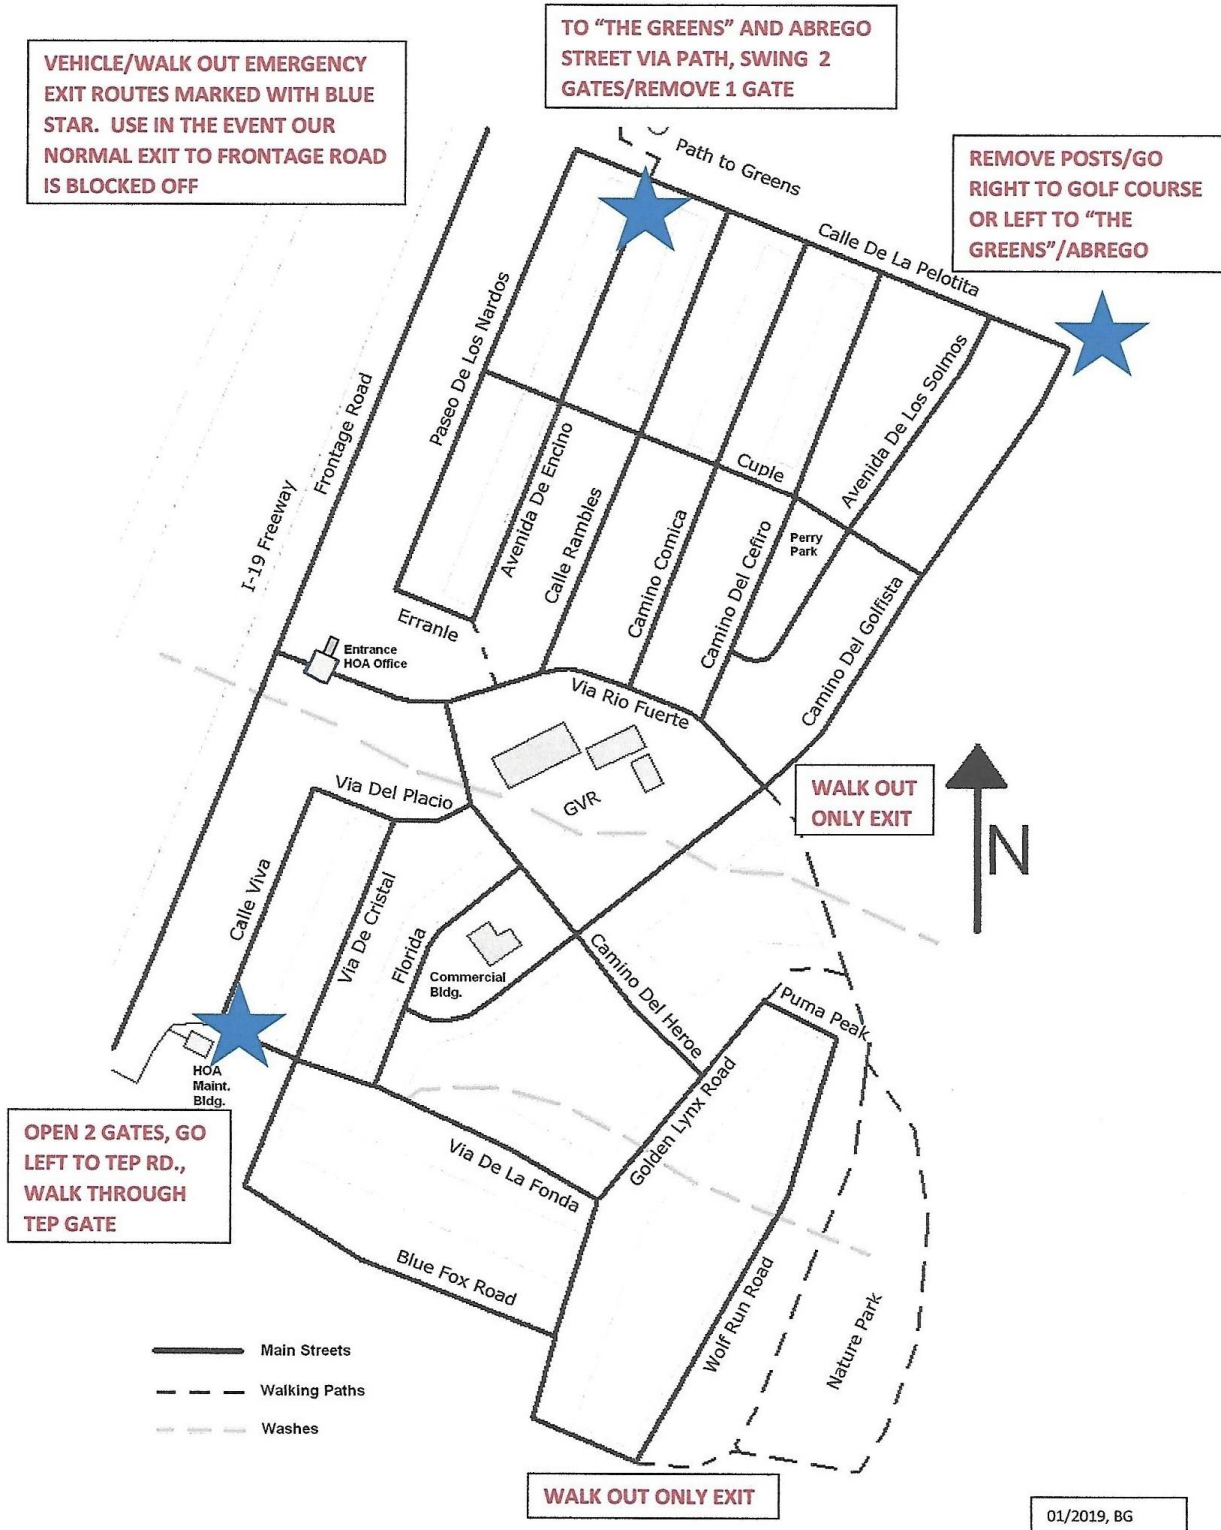 TO “THE GREENS” AND ABREGO
STREET VIA PATH, SWING 2
GATES/REMOVE 1 GATE
VEHICLE/WALK OUT EMERGENCY
EXIT ROUTES MARKED WITH BLUE
STAR. USE IN THE EVENT OUR
NORMAL EXIT TO FRONTAGE ROAD
IS BLOCKED OFF
REMOVE POSTS/GO
RIGHT TO GOLF COURSE
OR LEFT TO “THE
GREENS”/ABREGO
Path to Greens
Calle De La Pelotita
Paseo De Los Nardos
Frontage Road
I-19 Freeway
Avenida De Encino
Calle Rambles
Camino Comica
Cuple
Camino Del Cefiro
Perry
Park
Avenida De Los Solmos
Camino Del Golfista
Erranle
Entrance
HOA Office
Via Rio Fuerte
GVR
WALK OUT
ONLY EXIT
N
Via Del Placio
Calle Viva
Via De Cristal
Florida
Commercial
Bldg.
Camino Del Heroe
Puma Peak
Golden Lynx Road
HOA
Maint.
Bldg.
OPEN 2 GATES, GO
LEFT TO TEP RD.,
WALK THROUGH
TEP GATE
Via De La Fonda
Blue Fox Road
Wolf Run Road
Nature Park
Main Streets
Walking Paths
Washes
WALK OUT ONLY EXIT
01/2019, BG